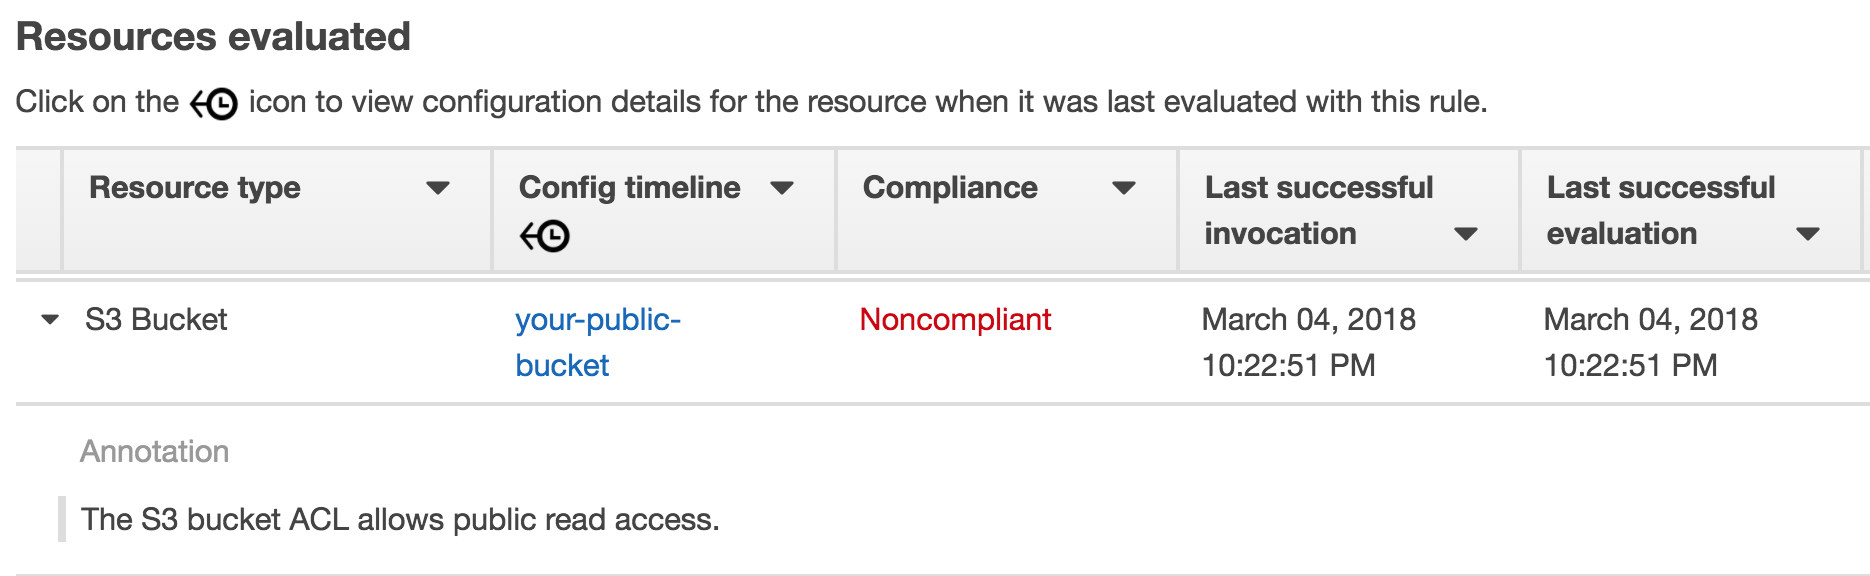 Resources evaluated
Click on the icon to view configuration details for the resource when it was last evaluated with this rule.
Resource type
Config timeline
Compliance
Last successful
invocation
Last successful
evaluation
S3 Bucket
your-public-
bucket
Noncompliant
March 04, 2018
10:22:51 PM
March 04, 2018
10:22:51 PM
Annotation
The S3 bucket ACL allows public read access.